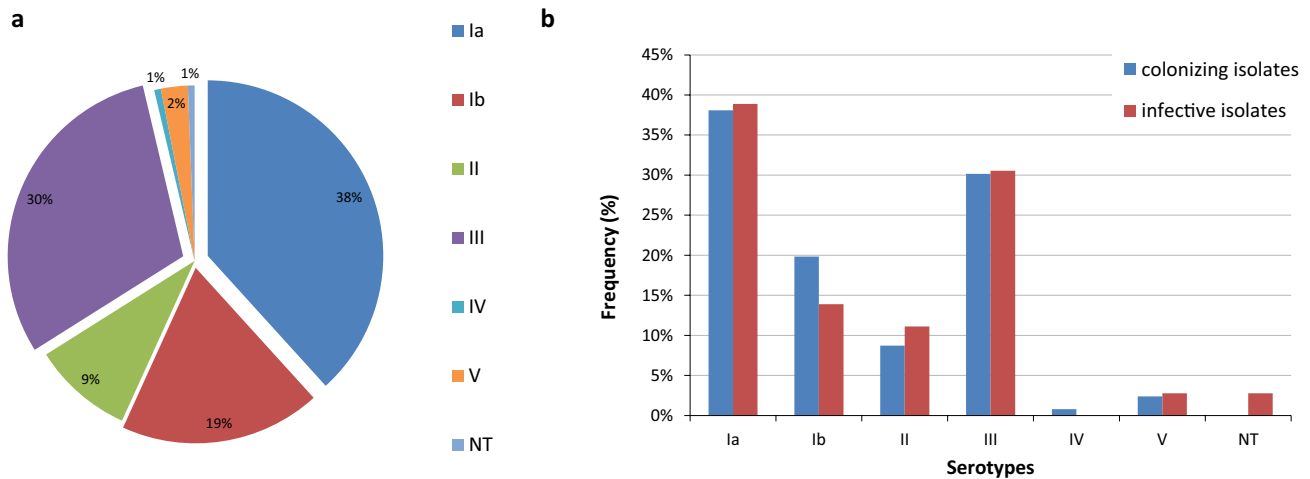 a
1%
1%
2%
38%
30%
9%
19%
Ia
Ib
II
III
IV
V
NT
b
45%
40%
35%
30%
25%
20%
15%
10%
5%
0%
Frequency (%)
colonizing isolates
infective isolates
Ia Ib II III IV V NT
Serotypes